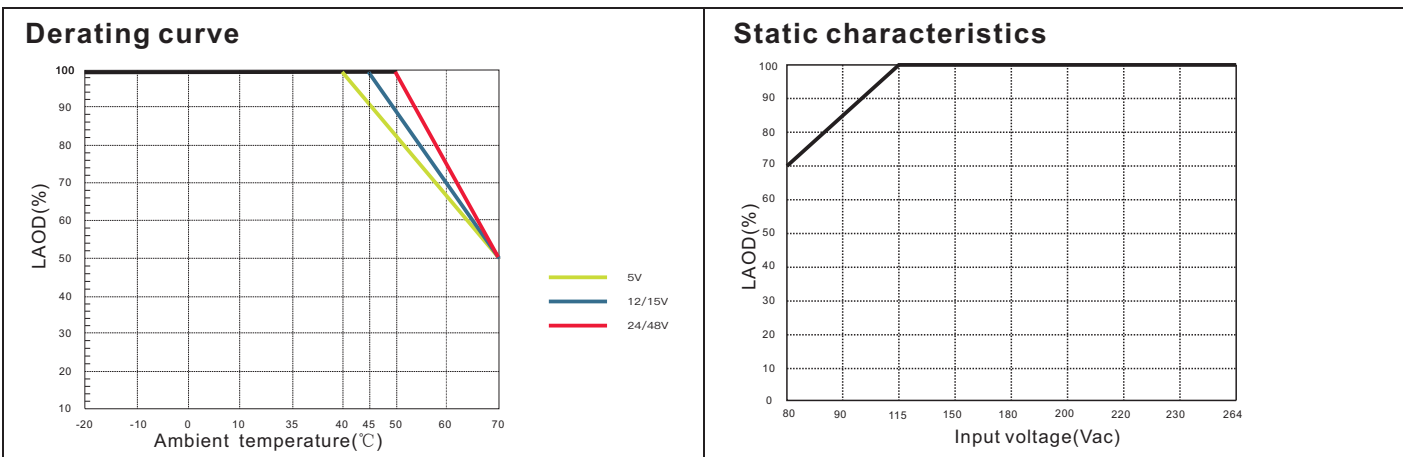 Derating curve
100
90
80
70
60
50
40
30
20
10
LAOD(%)
-20 -10 0 10 35 40 45 50 60 70
Ambient temperature(℃)
5V
12/15V
24/48V
Static characteristics
100
90
80
70
60
50
40
30
20
10
0
LAOD(%)
80 90 115 150 180 200 220 230 264
Input voltage(Vac)